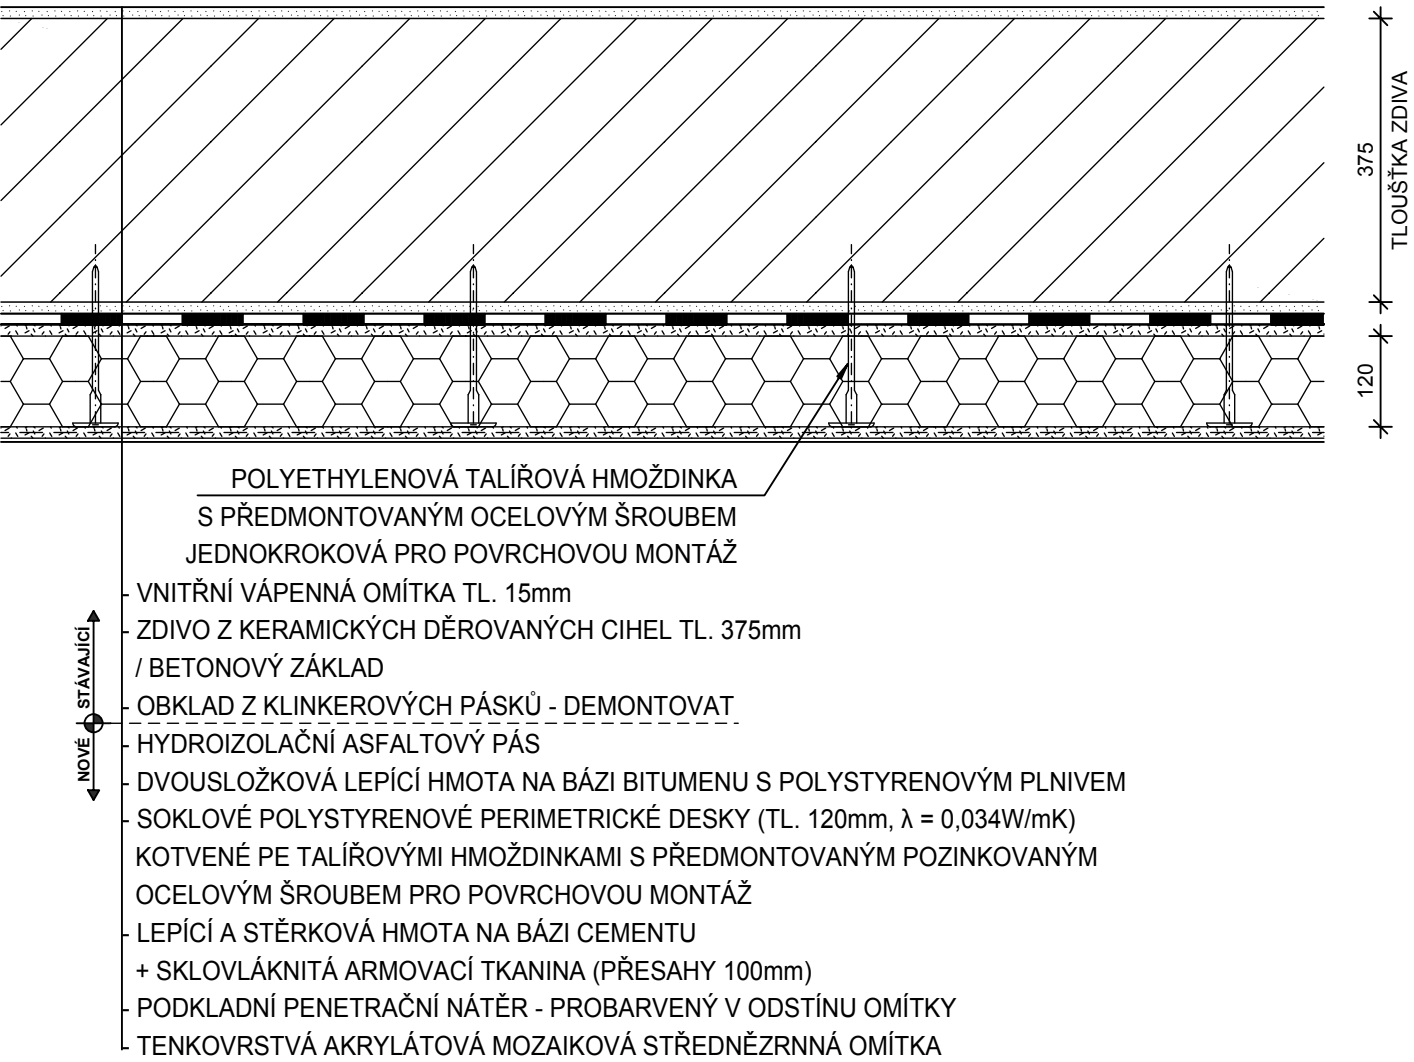 375
TLOUŠŤKA ZDIVA
120
POLYETHYLENOVÁ TALÍŘOVÁ HMOŽDINKA
S PŘEDMONTOVANÝM OCELOVÝM ŠROUBEM
JEDNOKROKOVÁ PRO POVRCHOVOU MONTÁŽ
STÁVAJÍCÍ
NOVÉ
- VNITŘNÍ VÁPENNÁ OMÍTKA TL. 15mm
- ZDIVO Z KERAMICKÝCH DĚROVANÝCH CIHEL TL. 375mm
/ BETONOVÝ ZÁKLAD
- OBKLAD Z KLINKEROVÝCH PÁSKŮ - DEMONTOVAT
- HYDROIZOLAČNÍ ASFALTOVÝ PÁS
- DVOUSLOŽKOVÁ LEPÍCÍ HMOTA NA BÁZI BITUMENU S POLYSTYRENOVÝM PLNIVEM
- SOKLOVÉ POLYSTYRENOVÉ PERIMETRICKÉ DESKY (TL. 120mm, λ = 0,034W/mK)
KOTVENÉ PE TALÍŘOVÝMI HMOŽDINKAMI S PŘEDMONTOVANÝM POZINKOVANÝM
OCELOVÝM ŠROUBEM PRO POVRCHOVOU MONTÁŽ
- LEPÍCÍ A STĚRKOVÁ HMOTA NA BÁZI CEMENTU
+ SKLOVLÁKNITÁ ARMOVACÍ TKANINA (PŘESAHY 100mm)
- PODKLADNÍ PENETRAČNÍ NÁTĚR - PROBARVENÝ V ODSTÍNU OMÍTKY
- TENKOVRSTVÁ AKRYLÁTOVÁ MOZAIKOVÁ STŘEDNĚZRNNÁ OMÍTKA